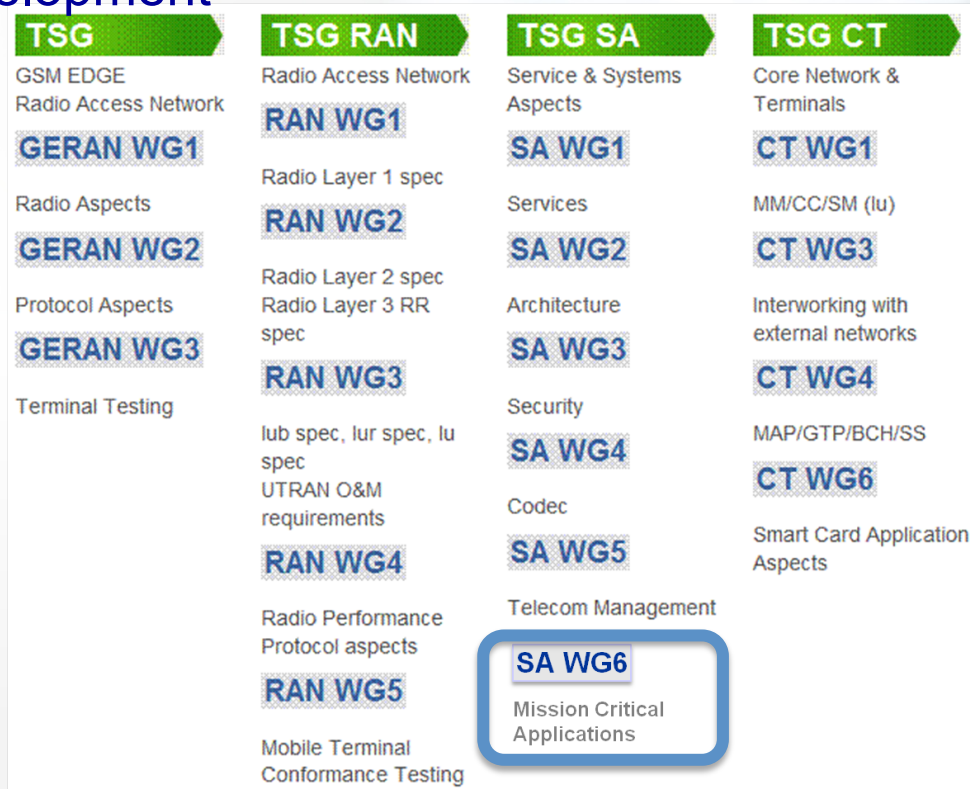 TSG
GSM EDGE
Radio Access Network
GERAN WG1
Radio Aspects
GERAN WG2
Protocol Aspects
GERAN WG3
Terminal Testing
TSG RAN
Radio Access Network
RAN WG1
Radio Layer 1 spec
RAN WG2
Radio Layer 2 spec
Radio Layer 3 RR
spec
RAN WG3
lub spec, lur spec, lu
spec
UTRAN O&M
requirements
RAN WG4
Radio Performance
Protocol aspects
RAN WG5
Mobile Terminal
Conformance Testing
TSG SA
Service & Systems
Aspects
SA WG1
Services
SA WG2
Architecture
SA WG3
Security
SA WG4
Codec
SA WG5
Telecom Management
SA WG6
Mission Critical
Applications
TSG CT
Core Network &
Terminals
CT WG1
MM/CC/SM (lu)
CT WG3
Interworking with
external networks
CT WG4
MAP/GTP/BCH/SS
CT WG6
Smart Card Application
Aspects